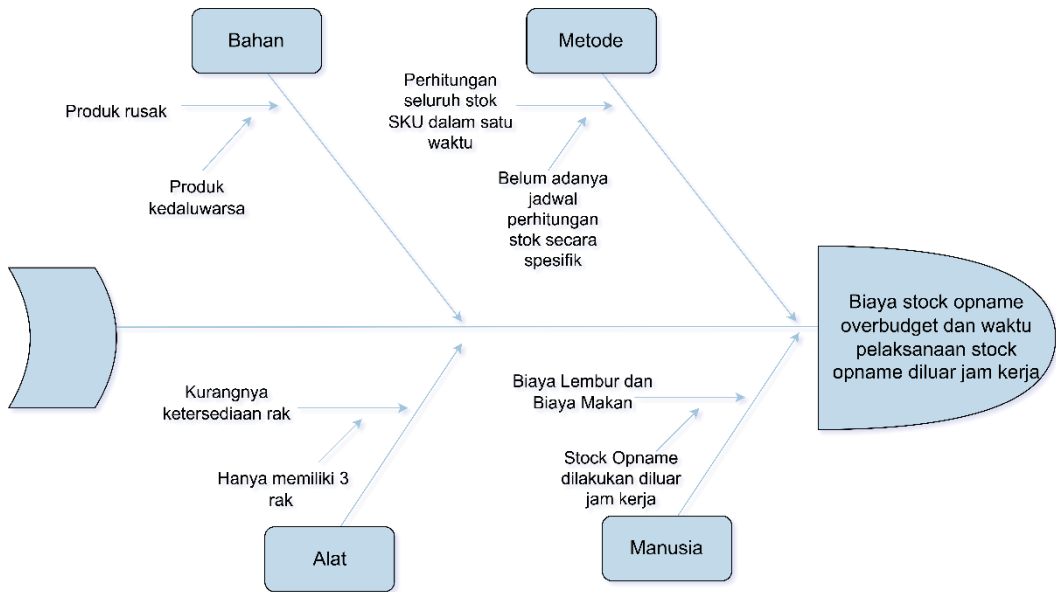 Bahan
Metode
Produk rusak
Produk
kedaluwarsa
Perhitungan
seluruh stok
SKU dalam satu
waktu
Belum adanya
jadwal
perhitungan
stok secara
spesifik
Biaya stock opname
overbudget dan waktu
pelaksanaan stock
opname diluar jam kerja
Kurangnya
ketersediaan rak
Hanya memiliki 3
rak
Biaya Lembur dan
Biaya Makan
Stock Opname
dilakukan diluar
jam kerja
Alat
Manusia